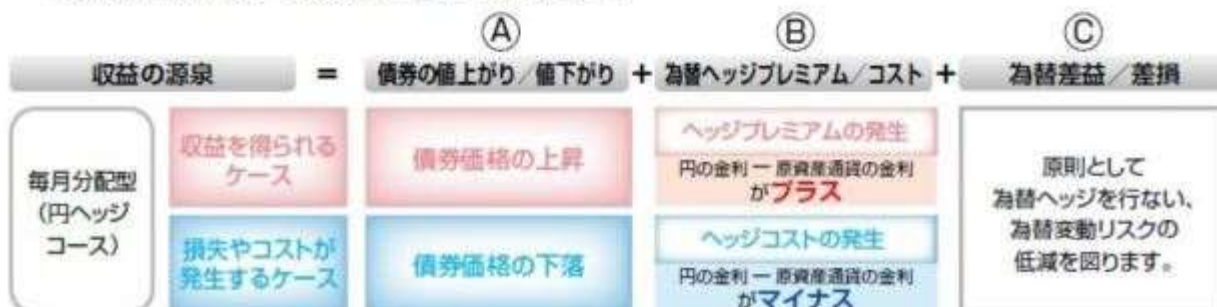 Ⓐ Ⓑ Ⓒ
収益の源泉 = 債券の値上がり／値下がり + 為替ヘッジプレミアム／コスト + 為替差益／差損
毎月分配型
(円ヘッジ
コース)
収益を得られる
ケース
債券価格の上昇
ヘッジプレミアムの発生
円の金利 ー 原資産通貨の金利
がプラス
損失やコストが
発生するケース
債券価格の下落
ヘッジコストの発生
円の金利 ー 原資産通貨の金利
がマイナス
原則として
為替ヘッジを行ない、
為替変動リスクの
低減を図ります。